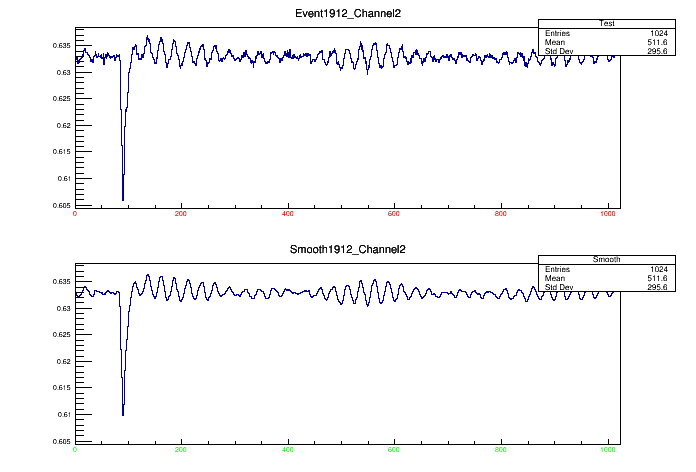 Event1912_Channel2
Test
Entries 1024
Mean 511.6
Std Dev 295.6
0.635
0.63
0.625
0.62
0.615
0.61
0.605
0 200 400 600 800 1000
Smooth1912_Channel2
Smooth
Entries 1024
Mean 511.6
Std Dev 295.6
0.635
0.63
0.625
0.62
0.615
0.61
0.605
0 200 400 600 800 1000